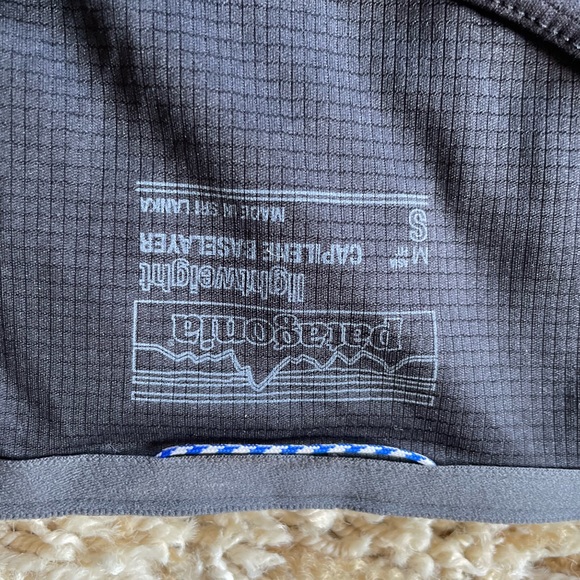 patagonia®
lightweight
CAPILENE BASELAYER
MADE IN SRI LANKA
M
S